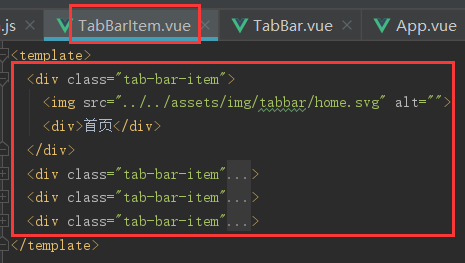 s.js TabBarItem.vue TabBar.vue App.vue
<template>
<div class="tab-bar-item">
<img src="../../assets/img/tabbar/home.svg" alt="">
<div>首页</div>
</div>
<div class="tab-bar-item"...>
<div class="tab-bar-item"...>
<div class="tab-bar-item"...>
</template>